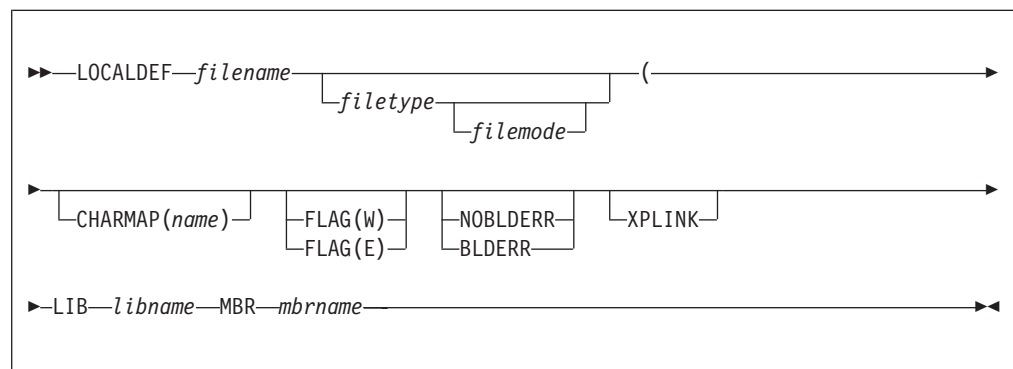 LOCALDEF filename (
filetype
filemode
CHARMAP(name) FLAG(W) NOBLDERR XPLINK
FLAG(E) BLDERR
LIB libname MBR mbrname